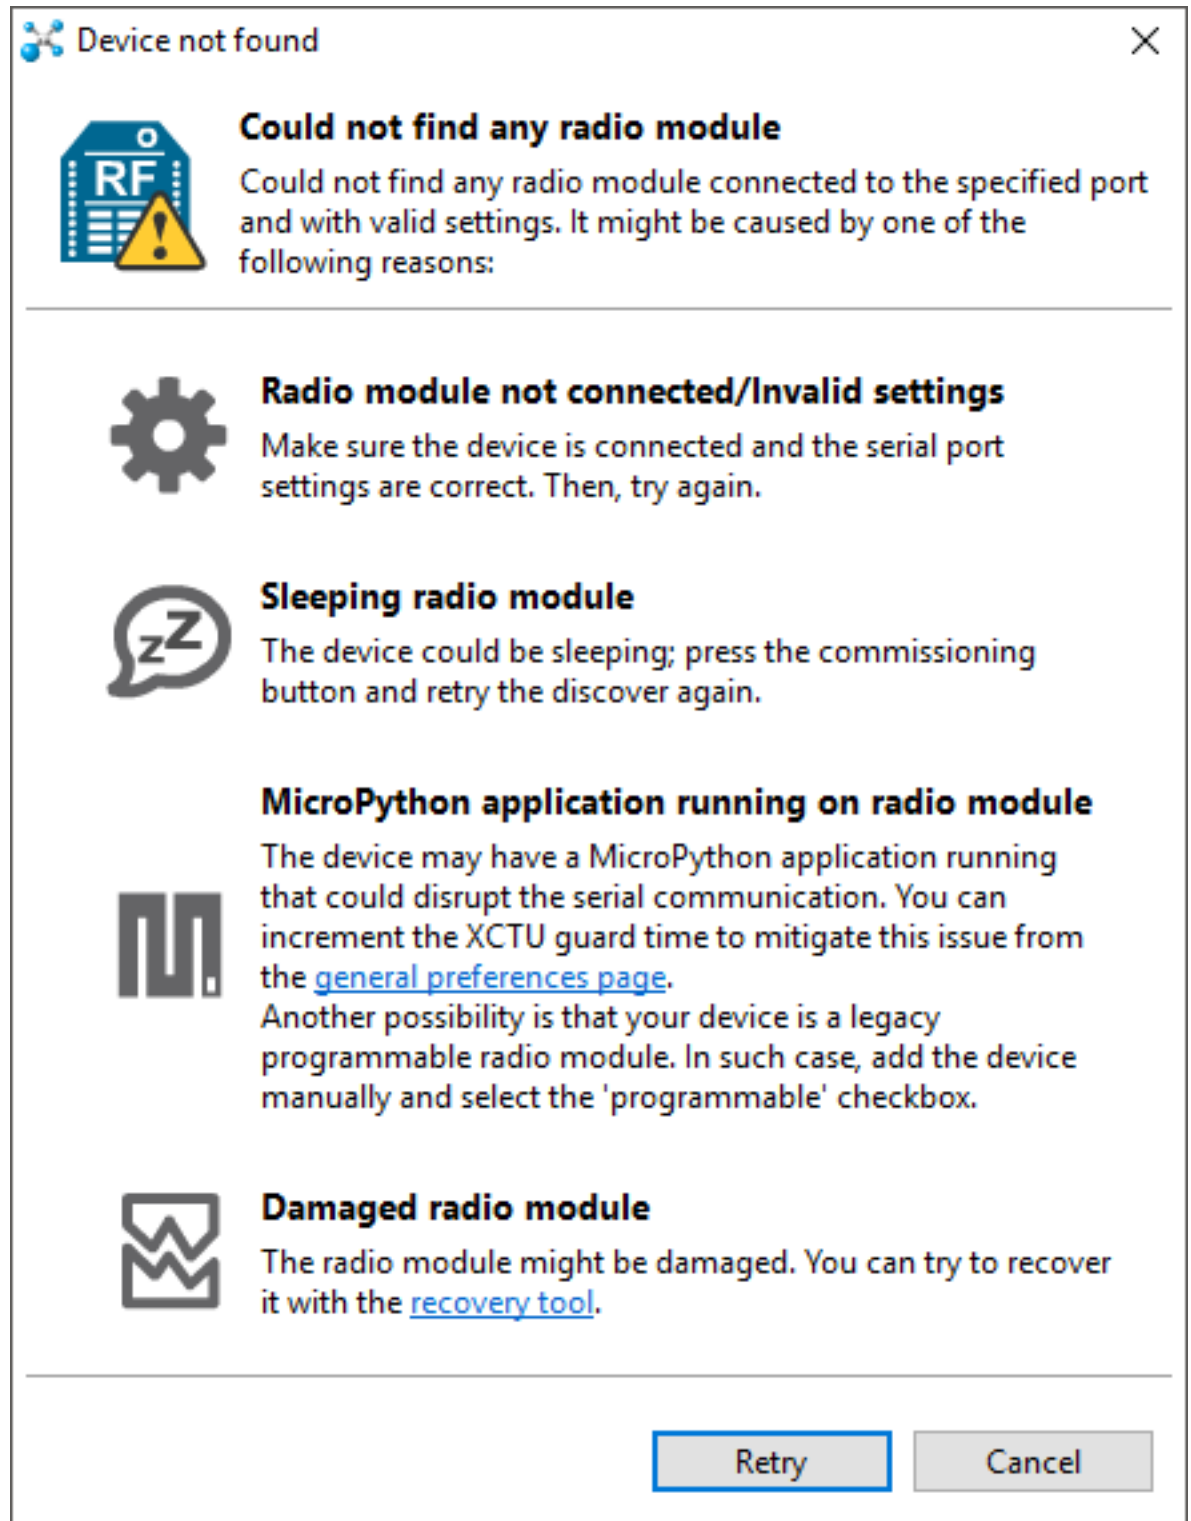 Device not found
RF
Could not find any radio module
Could not find any radio module connected to the specified port
and with valid settings. It might be caused by one of the
following reasons:
Radio module not connected/Invalid settings
Make sure the device is connected and the serial port
settings are correct. Then, try again.
zZ
Sleeping radio module
The device could be sleeping; press the commissioning
button and retry the discover again.
MicroPython application running on radio module
The device may have a MicroPython application running
that could disrupt the serial communication. You can
increment the XCTU guard time to mitigate this issue from
the general preferences page.
Another possibility is that your device is a legacy
programmable radio module. In such case, add the device
manually and select the 'programmable' checkbox.
Damaged radio module
The radio module might be damaged. You can try to recover
it with the recovery tool.
Retry
Cancel